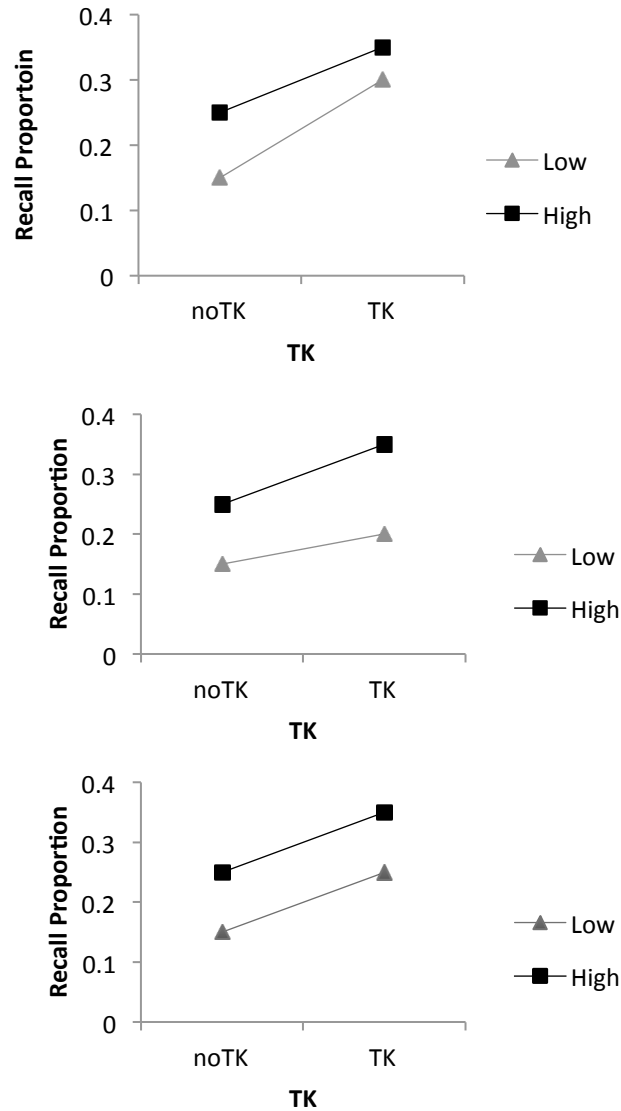 0.4
0.3
0.2
0.1
0
Recall Proportoin
noTK
TK
TK
Low
High
0.4
0.3
0.2
0.1
0
Recall Proportion
noTK
TK
TK
Low
High
0.4
0.3
0.2
0.1
0
Recall Proportion
noTK
TK
TK
Low
High